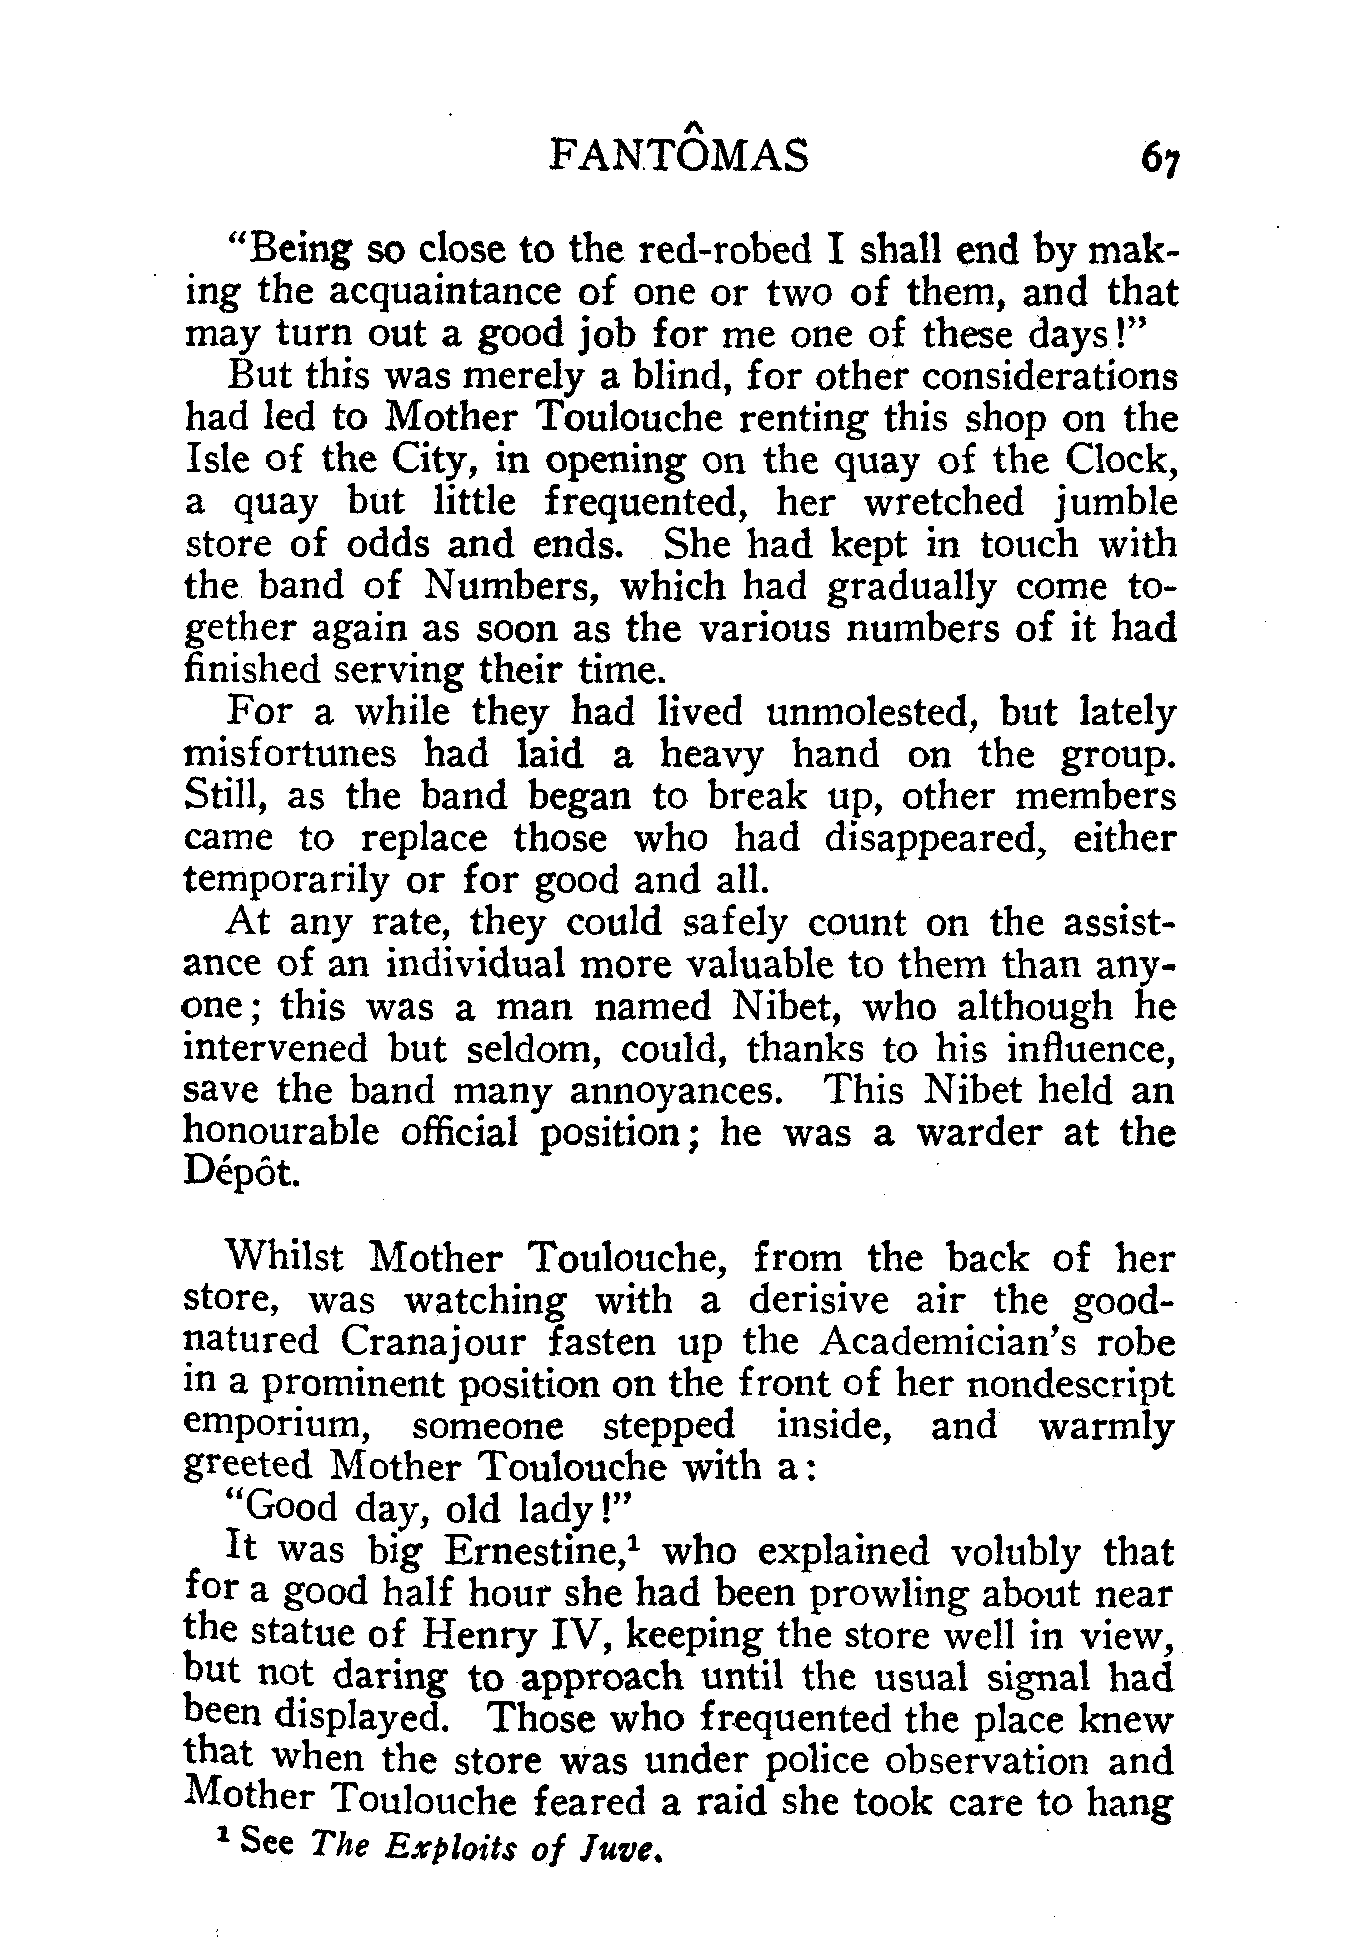 FANTÔMAS 67
“Being so close to the red-robed I shall end by mak-
ing the acquaintance of one or two of them, and that
may turn out a good job for me one of these days!”
But this was merely a blind, for other considerations
had led to Mother Toulouche renting this shop on the
Isle of the City, in opening on the quay of the Clock,
a quay but little frequented, her wretched jumble
store of odds and ends. She had kept in touch with
the band of Numbers, which had gradually come to-
gether again as soon as the various numbers of it had
finished serving their time.
For a while they had lived unmolested, but lately
misfortunes had laid a heavy hand on the group.
Still, as the band began to break up, other members
came to replace those who had disappeared, either
temporarily or for good and all.
At any rate, they could safely count on the assist-
ance of an individual more valuable to them than any-
one; this was a man named Nibet, who although he
intervened but seldom, could, thanks to his influence,
save the band many annoyances. This Nibet held an
honourable official position; he was a warder at the
Dépôt.
Whilst Mother Toulouche, from the back of her
store, was watching with a derisive air the good-
natured Cranajour fasten up the Academician’s robe
in a prominent position on the front of her nondescript
emporium, someone stepped inside, and warmly
greeted Mother Toulouche with a:
“Good day, old lady!”
It was big Ernestine,¹ who explained volubly that
for a good half hour she had been prowling about near
the statue of Henry IV, keeping the store well in view,
but not daring to approach until the usual signal had
been displayed. Those who frequented the place knew
that when the store was under police observation and
Mother Toulouche feared a raid she took care to hang
¹ See The Exploits of Juve.